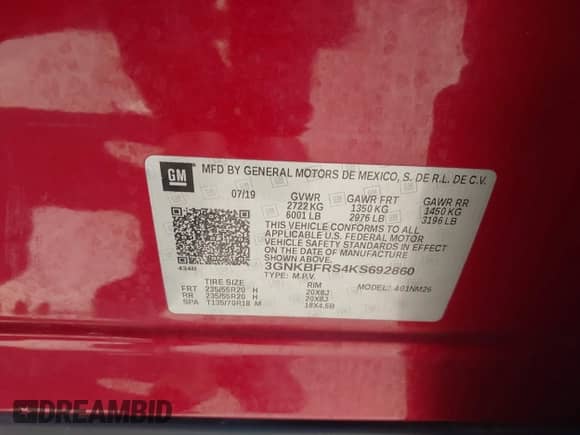 GM
MFD BY GENERAL MOTORS DE MEXICO, S. DE R.L. DE C.V.
07/19 GVWR GAWR FRT GAWR RR
2722 KG 1350 KG 1450 KG
6001 LB 2976 LB 3196 LB
THIS VEHICLE CONFORMS TO ALL
APPLICABLE U.S. FEDERAL MOTOR
VEHICLE SAFETY STANDARDS IN EFFECT
ON THE DATE OF MANUFACTURE SHOWN ABOVE.
3GNKBFRS4KS692860
TYPE: M.P.V. MODEL: 401NM26
434H
TIRE SIZE RIM
FRT 235/55R20 H 20X8J
RR 235/55R20 H 20X8J
SPA T135/70R18 M 18X4.5B
DREAMBID